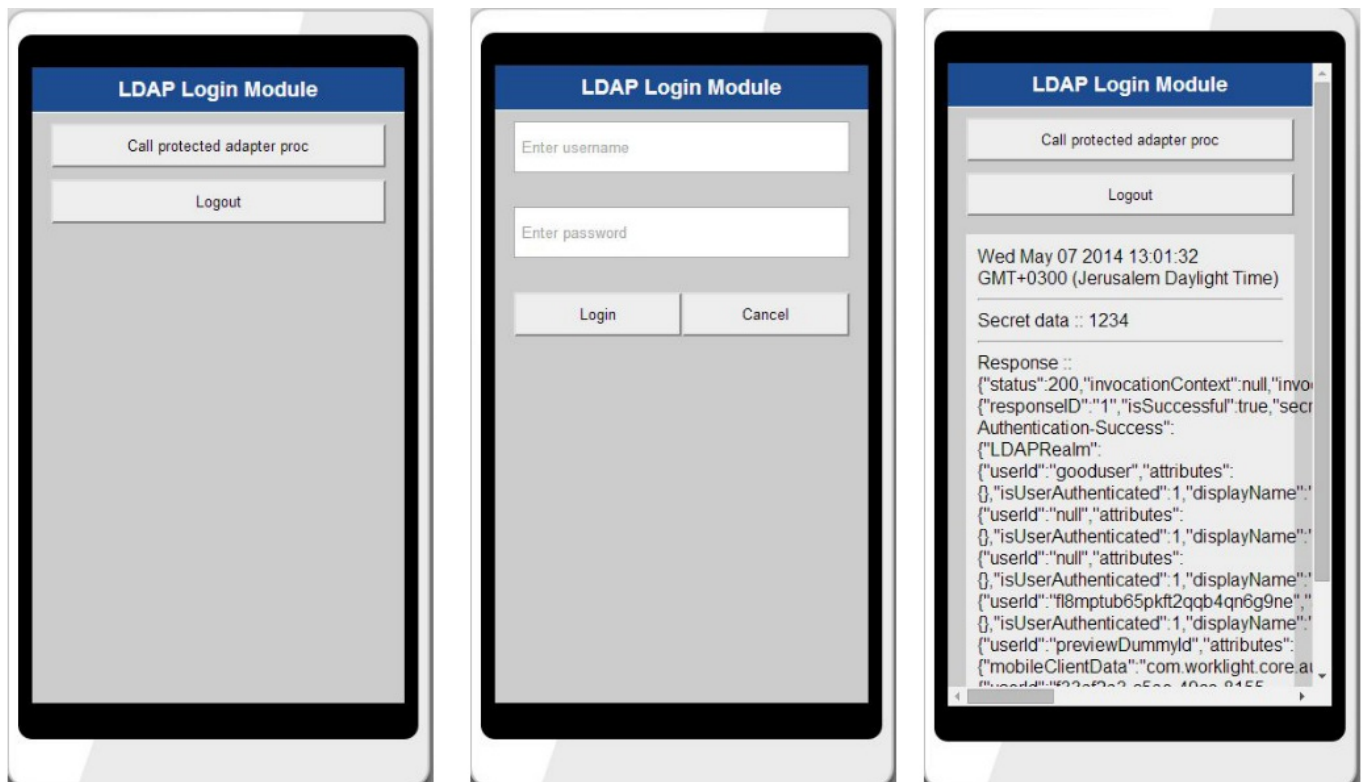 LDAP Login Module
Call protected adapter proc
Logout
LDAP Login Module
Enter username
Enter password
Login
Cancel
LDAP Login Module
Call protected adapter proc
Logout
Wed May 07 2014 13:01:32
GMT+0300 (Jerusalem Daylight Time)
Secret data :: 1234
Response ::
{"status":200,"invocationContext":null,"invo
{"responseID":"1","isSuccessful":true,"secr
Authentication-Success":
{"LDAPRealm":
{"userId":"gooduser","attributes":
{},"isUserAuthenticated":1,"displayName":"
{"userId":"null","attributes":
{},"isUserAuthenticated":1,"displayName":"
{"userId":"null","attributes":
{},"isUserAuthenticated":1,"displayName":"
{"userId":"fl8mptub65pkft2qqb4qn6g9ne","
{},"isUserAuthenticated":1,"displayName":"
{"userId":"previewDummyId","attributes":
{"mobileClientData":"com.worklight.core.au